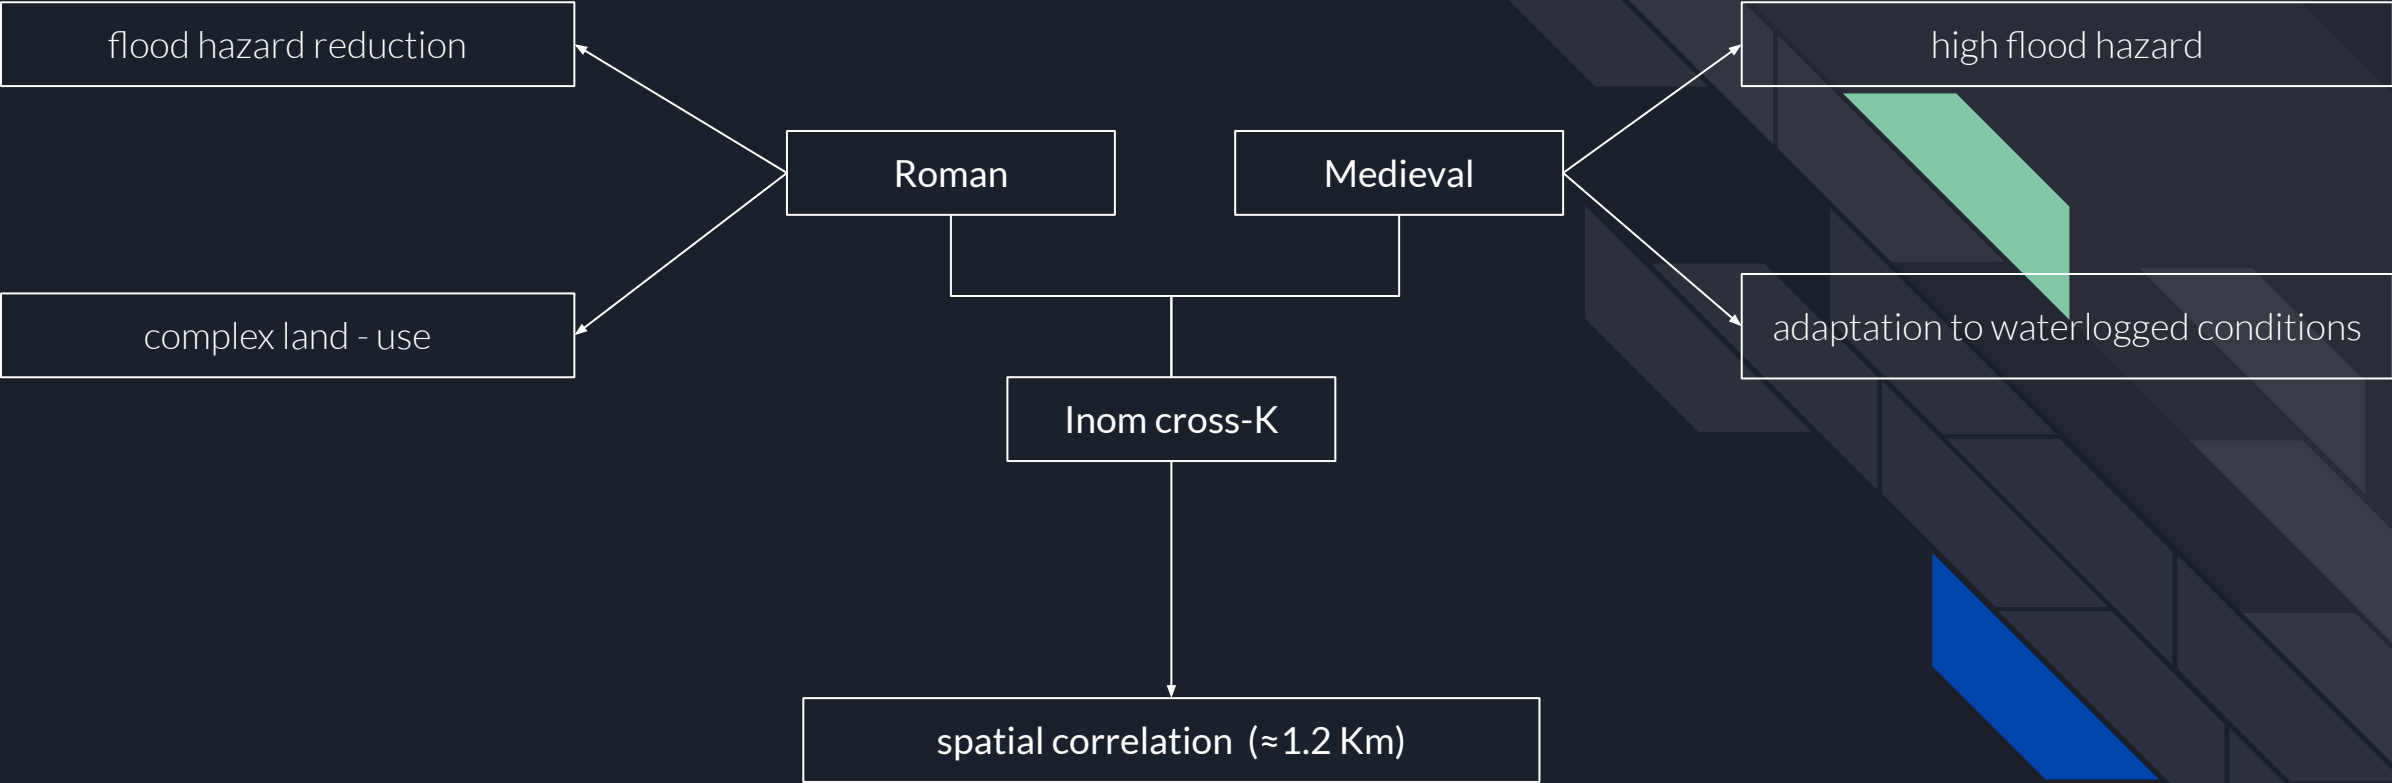 flood hazard reduction
high flood hazard
Roman
Medieval
complex land - use
adaptation to waterlogged conditions
Inom cross-K
spatial correlation (≈1.2 Km)